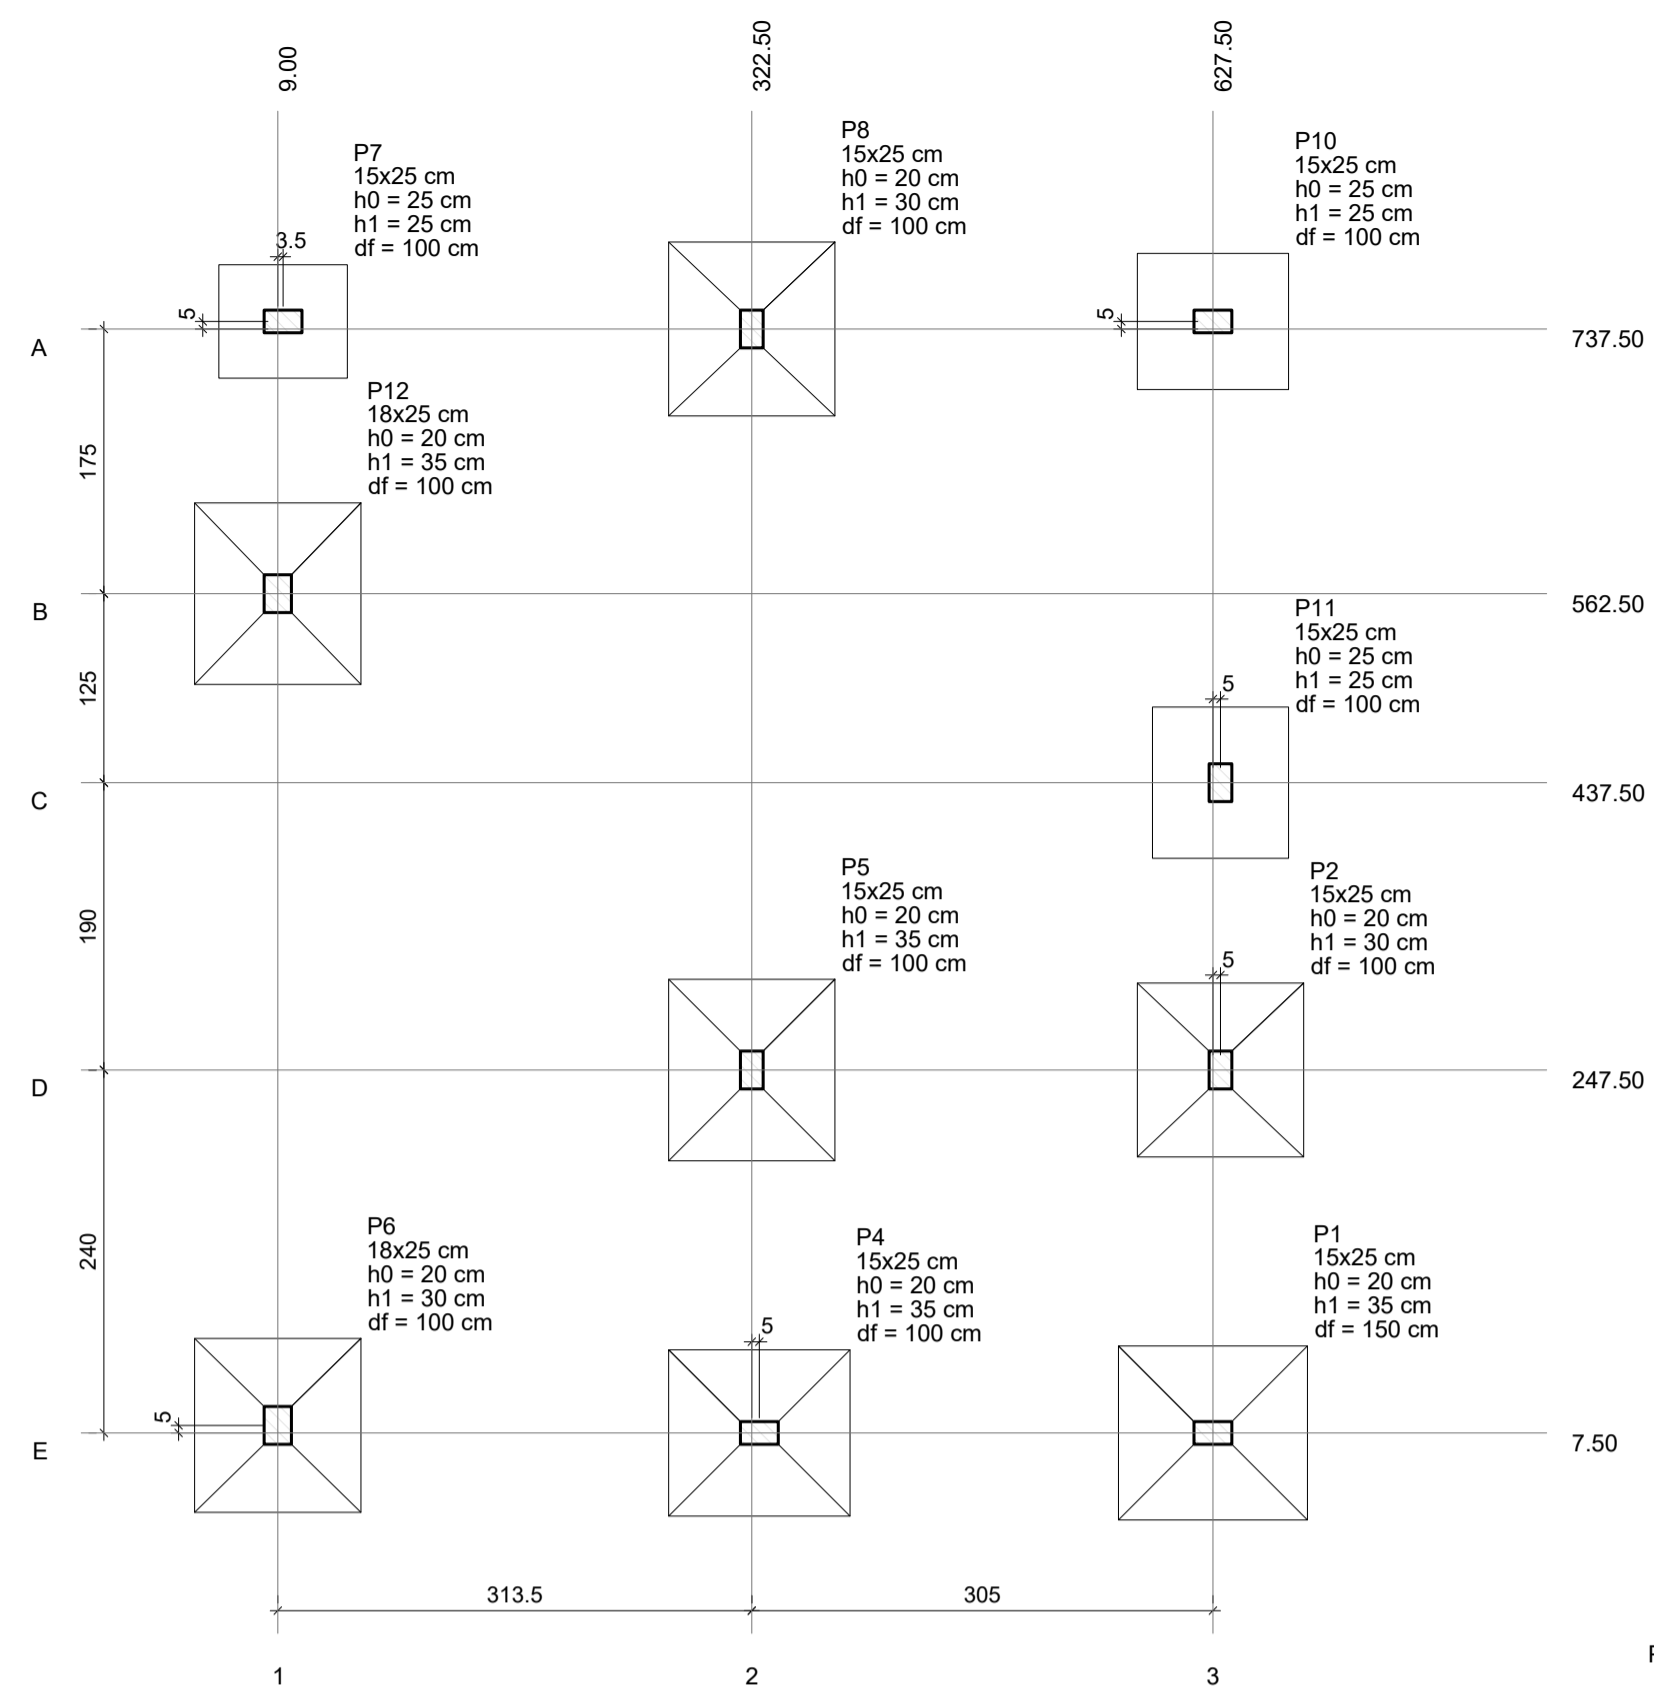 9.00
322.50
627.50
P7
15x25 cm
h0 = 25 cm
h1 = 25 cm
df = 100 cm
3.5
5
P8
15x25 cm
h0 = 20 cm
h1 = 30 cm
df = 100 cm
P10
15x25 cm
h0 = 25 cm
h1 = 25 cm
df = 100 cm
5
A
737.50
175
P12
18x25 cm
h0 = 20 cm
h1 = 35 cm
df = 100 cm
B
562.50
125
P11
15x25 cm
h0 = 25 cm
h1 = 25 cm
df = 100 cm
5
C
437.50
190
P5
15x25 cm
h0 = 20 cm
h1 = 35 cm
df = 100 cm
P2
15x25 cm
h0 = 20 cm
h1 = 30 cm
df = 100 cm
5
D
247.50
240
P6
18x25 cm
h0 = 20 cm
h1 = 30 cm
df = 100 cm
5
P4
15x25 cm
h0 = 20 cm
h1 = 35 cm
df = 100 cm
5
P1
15x25 cm
h0 = 20 cm
h1 = 35 cm
df = 150 cm
E
7.50
313.5
305
1
2
3